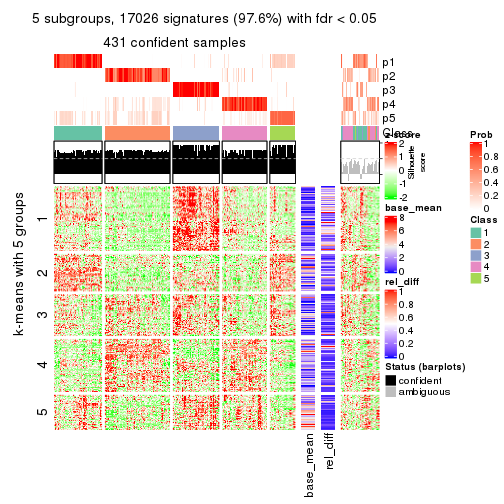 5 subgroups, 17026 signatures (97.6%) with fdr < 0.05
431 confident samples
p1
p2
p3
p4
p5
Class
Silhouette
score
k-means with 5 groups
1
2
3
4
5
base_mean
rel_diff
z-score
2
1
0
-1
-2
base_mean
8
6
4
2
0
rel_diff
1
0.8
0.6
0.4
0.2
0
Status (barplots)
confident
ambiguous
Prob
1
0.8
0.6
0.4
0.2
0
Class
1
2
3
4
5